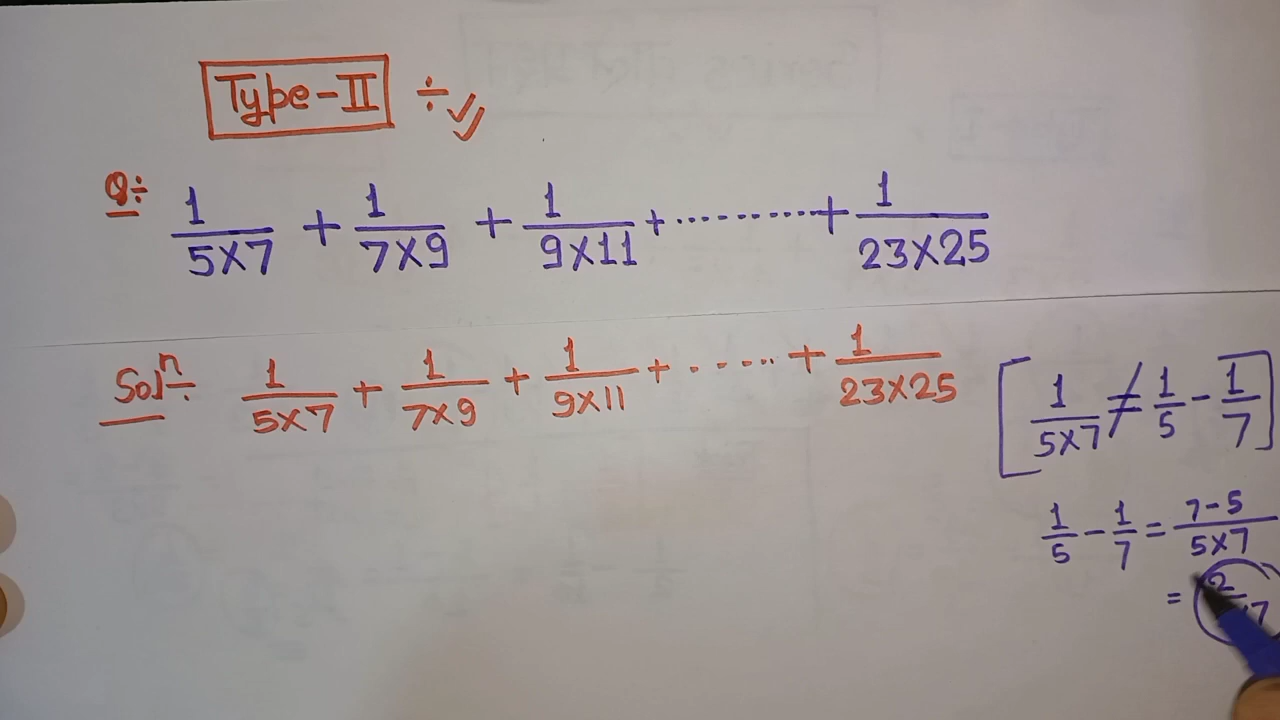 Type-II ÷
Q÷ 1/5×7 + 1/7×9 + 1/9×11 + .......... + 1/23×25
Solⁿ÷ 1/5×7 + 1/7×9 + 1/9×11 + ..... + 1/23×25
[1/5×7 ≠ 1/5 - 1/7]
1/5 - 1/7 = 7-5/5×7
= 2/